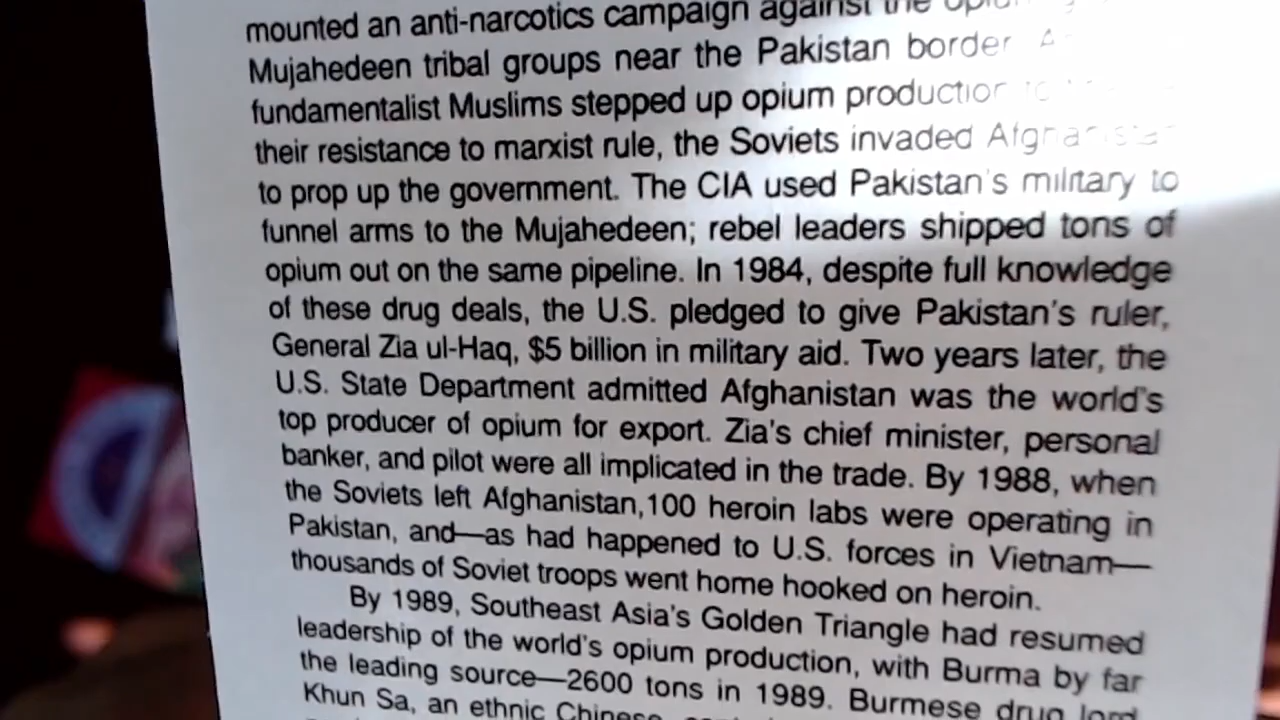 mounted an anti-narcotics campaign against the
Mujahedeen tribal groups near the Pakistan border
fundamentalist Muslims stepped up opium production to
their resistance to marxist rule, the Soviets invaded Afghanistan
to prop up the government. The CIA used Pakistan's military to
funnel arms to the Mujahedeen; rebel leaders shipped tons of
opium out on the same pipeline. In 1984, despite full knowledge
of these drug deals, the U.S. pledged to give Pakistan's ruler,
General Zia ul-Haq, $5 billion in military aid. Two years later, the
U.S. State Department admitted Afghanistan was the world's
top producer of opium for export. Zia's chief minister, personal
banker, and pilot were all implicated in the trade. By 1988, when
the Soviets left Afghanistan,100 heroin labs were operating in
Pakistan, and—as had happened to U.S. forces in Vietnam—
thousands of Soviet troops went home hooked on heroin.
By 1989, Southeast Asia's Golden Triangle had resumed
leadership of the world's opium production, with Burma by far
the leading source—2600 tons in 1989. Burmese drug lord
Khun Sa, an ethnic Chinese,